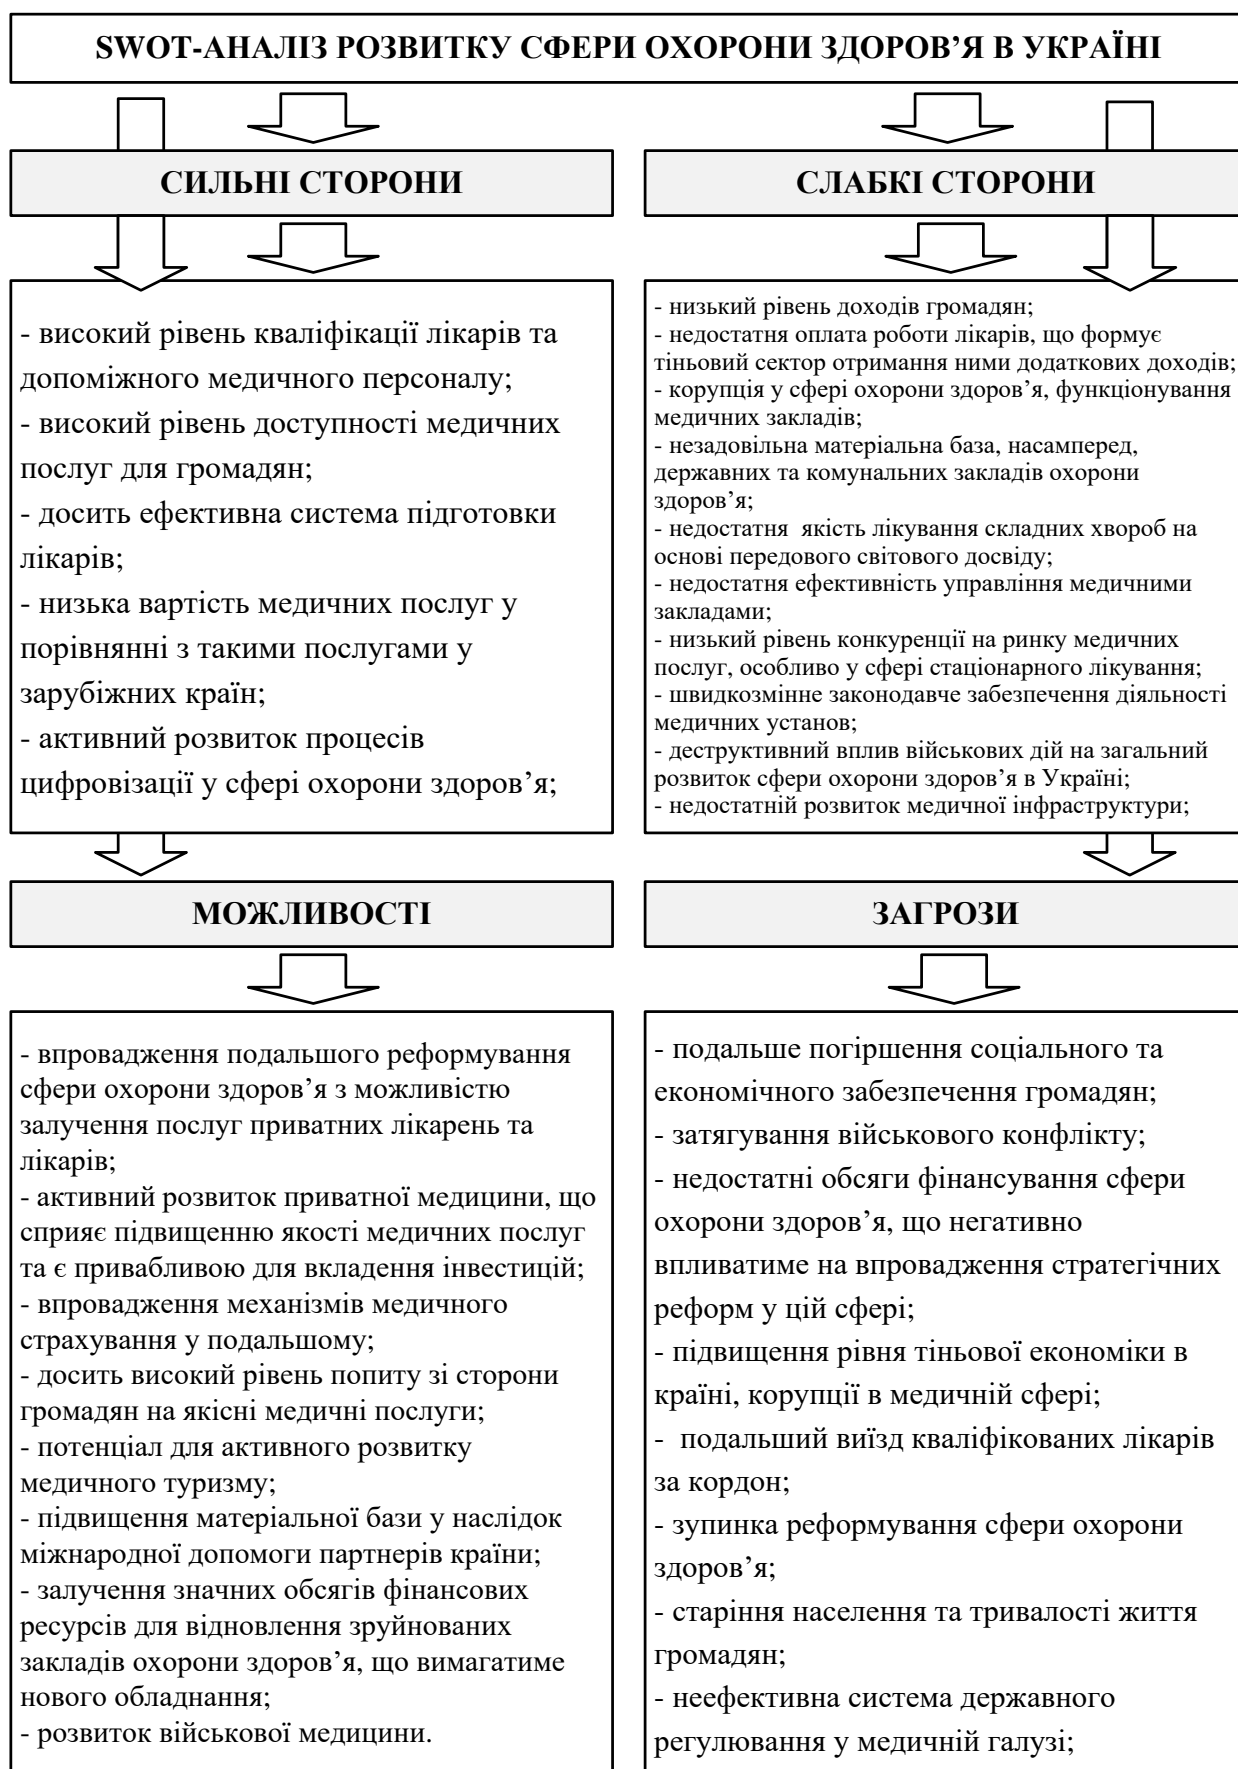 SWOT-АНАЛІЗ РОЗВИТКУ СФЕРИ ОХОРОНИ ЗДОРОВ’Я В УКРАЇНІ
СИЛЬНІ СТОРОНИ
- високий рівень кваліфікації лікарів та
допоміжного медичного персоналу;
- високий рівень доступності медичних
послуг для громадян;
- досить ефективна система підготовки
лікарів;
- низька вартість медичних послуг у
порівнянні з такими послугами у
зарубіжних країн;
- активний розвиток процесів
цифровізації у сфері охорони здоров’я;
СЛАБКІ СТОРОНИ
- низький рівень доходів громадян;
- недостатня оплата роботи лікарів, що формує
тіньовий сектор отримання ними додаткових доходів;
- корупція у сфері охорони здоров’я, функціонування
медичних закладів;
- незадовільна матеріальна база, насамперед,
державних та комунальних закладів охорони
здоров’я;
- недостатня  якість лікування складних хвороб на
основі передового світового досвіду;
- недостатня ефективність управління медичними
закладами;
- низький рівень конкуренції на ринку медичних
послуг, особливо у сфері стаціонарного лікування;
- швидкозмінне законодавче забезпечення діяльності
медичних установ;
- деструктивний вплив військових дій на загальний
розвиток сфери охорони здоров’я в Україні;
- недостатній розвиток медичної інфраструктури;
МОЖЛИВОСТІ
- впровадження подальшого реформування
сфери охорони здоров’я з можливістю
залучення послуг приватних лікарень та
лікарів;
- активний розвиток приватної медицини, що
сприяє підвищенню якості медичних послуг
та є привабливою для вкладення інвестицій;
- впровадження механізмів медичного
страхування у подальшому;
- досить високий рівень попиту зі сторони
громадян на якісні медичні послуги;
- потенціал для активного розвитку
медичного туризму;
- підвищення матеріальної бази у наслідок
міжнародної допомоги партнерів країни;
- залучення значних обсягів фінансових
ресурсів для відновлення зруйнованих
закладів охорони здоров’я, що вимагатиме
нового обладнання;
- розвиток військової медицини.
ЗАГРОЗИ
- подальше погіршення соціального та
економічного забезпечення громадян;
- затягування військового конфлікту;
- недостатні обсяги фінансування сфери
охорони здоров’я, що негативно
впливатиме на впровадження стратегічних
реформ у цій сфері;
- підвищення рівня тіньової економіки в
країні, корупції в медичній сфері;
-  подальший виїзд кваліфікованих лікарів
за кордон;
- зупинка реформування сфери охорони
здоров’я;
- старіння населення та тривалості життя
громадян;
- неефективна система державного
регулювання у медичній галузі;